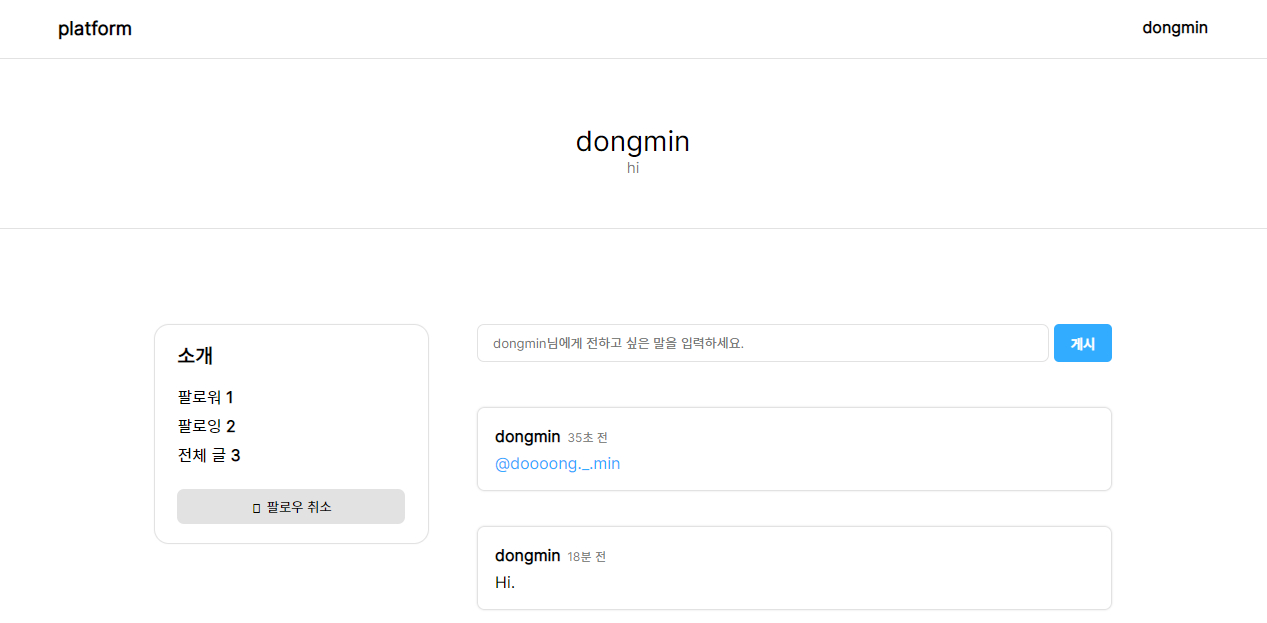 platform
dongmin
dongmin
hi
소개
팔로워 1
팔로잉 2
전체 글 3
팔로우 취소
dongmin님에게 전하고 싶은 말을 입력하세요.
게시
dongmin 35초 전
@doooong._.min
dongmin 18분 전
Hi.